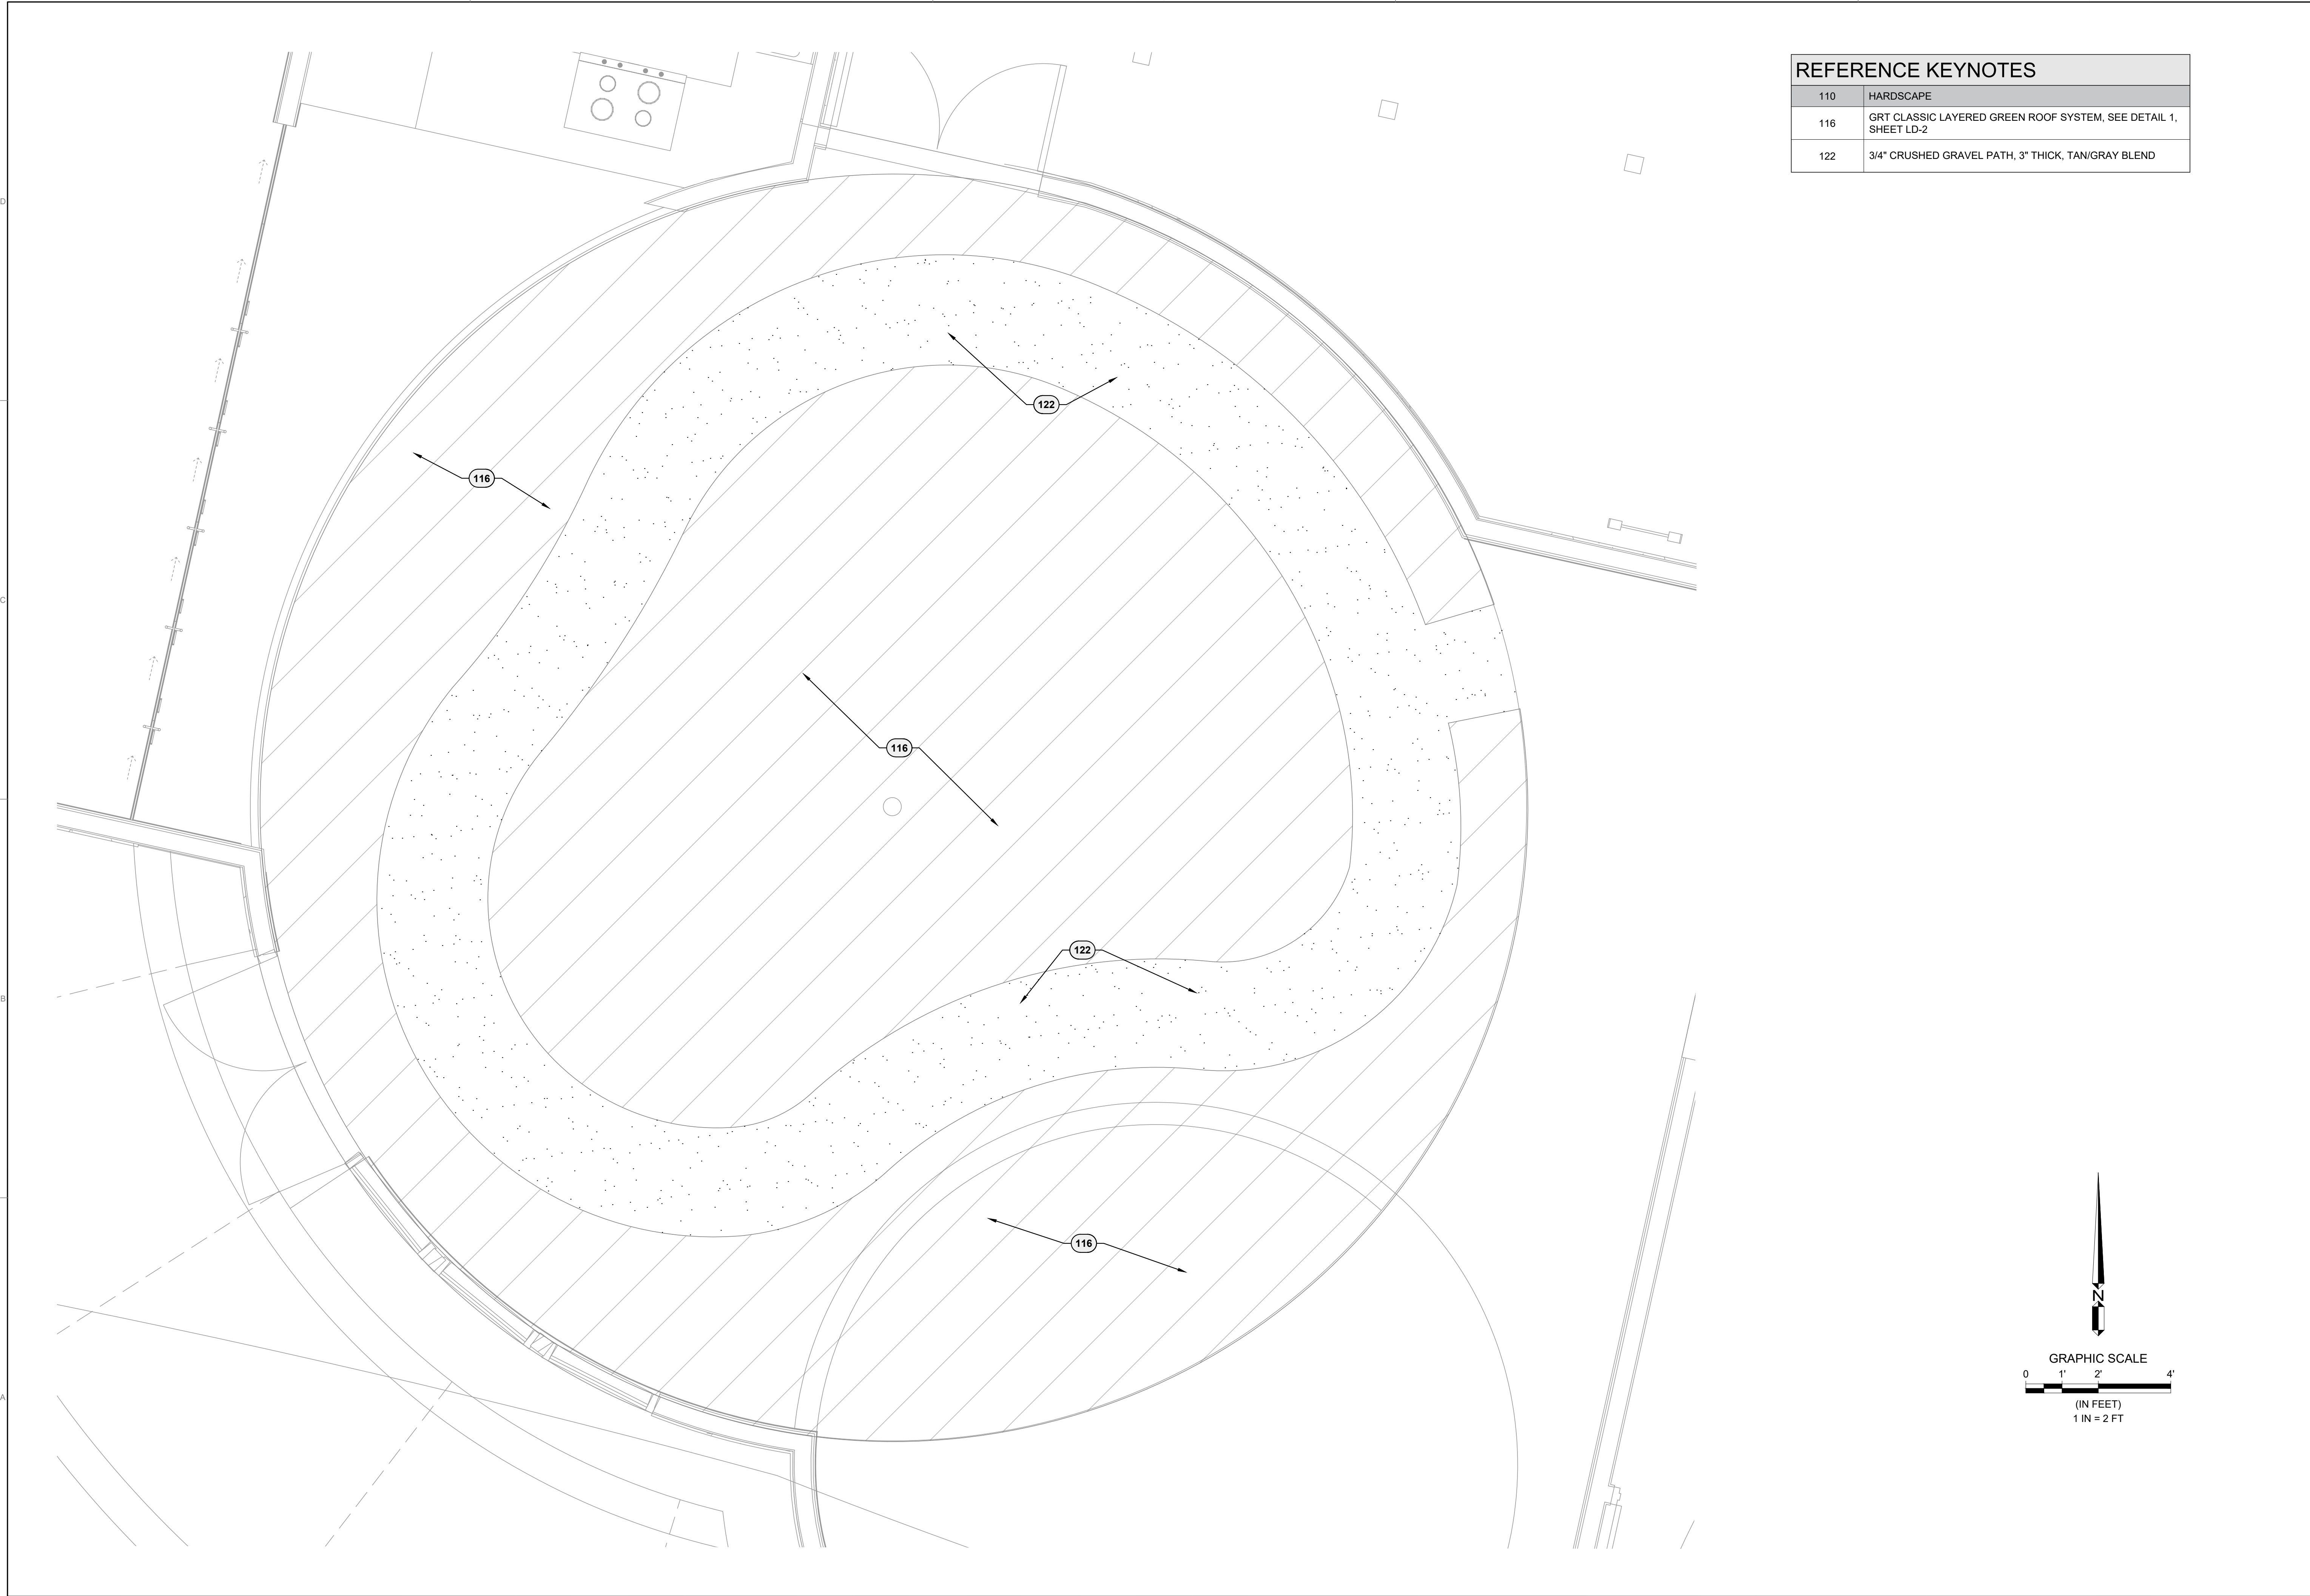 REFERENCE KEYNOTES
110 HARDSCAPE
116 GRT CLASSIC LAYERED GREEN ROOF SYSTEM, SEE DETAIL 1,
SHEET LD-2
122 3/4" CRUSHED GRAVEL PATH, 3" THICK, TAN/GRAY BLEND
D
122
116
C
116
122
B
116
N
GRAPHIC SCALE
0 1' 2' 4'
(IN FEET)
1 IN = 2 FT
A